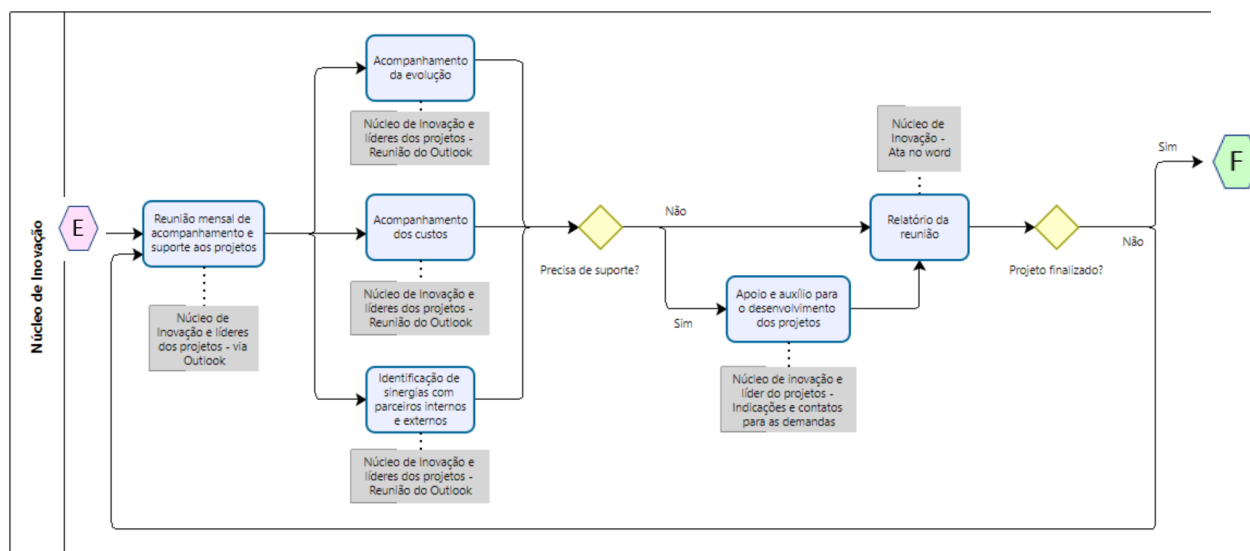 Núcleo de Inovação
E
Reunião mensal de
acompanhamento e
suporte aos projetos
Núcleo de
Inovação e líderes
dos projetos - via
Outlook
Acompanhamento
da evolução
Núcleo de Inovação e
líderes dos projetos -
Reunião do Outlook
Acompanhamento
dos custos
Núcleo de Inovação e
líderes dos projetos -
Reunião do Outlook
Identificação de
sinergias com
parceiros internos
e externos
Núcleo de Inovação e
líderes dos projetos -
Reunião do Outlook
Precisa de suporte?
Não
Sim
Apoio e auxílio para
o desenvolvimento
dos projetos
Núcleo de inovação e
líder do projetos -
Indicações e contatos
para as demandas
Núcleo de
Inovação -
Ata no word
Relatório da
reunião
Projeto finalizado?
Sim
Não
F